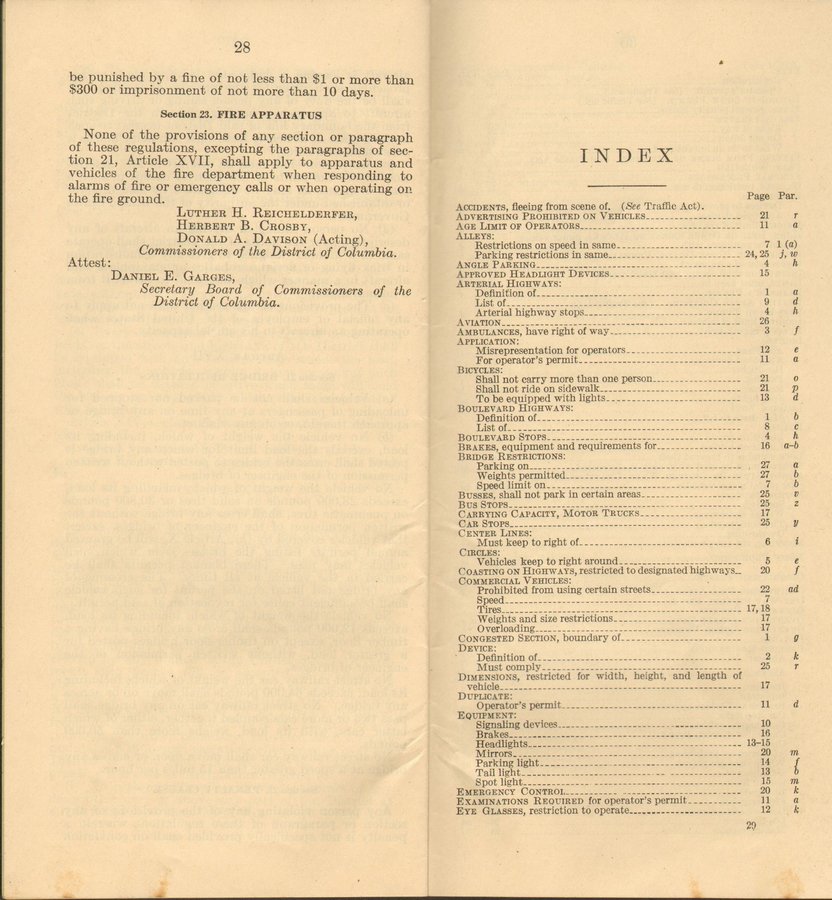 28
be punished by a fine of not less than $1 or more than
$300 or imprisonment of not more than 10 days.
Section 23. FIRE APPARATUS
None of the provisions of any section or paragraph
of these regulations, excepting the paragraphs of sec-
tion 21, Article XVII, shall apply to apparatus and
vehicles of the fire department when responding to
alarms of fire or emergency calls or when operating on
the fire ground.
LUTHER H. REICHELDERFER,
HERBERT B. CROSBY,
DONALD A. DAVISON (Acting),
Commissioners of the District of Columbia.
Attest:
DANIEL E. GARGES,
Secretary Board of Commissioners of the
District of Columbia.
INDEX
Page Par.
ACCIDENTS, fleeing from scene of. (See Traffic Act).
ADVERTISING PROHIBITED ON VEHICLES 21 r
AGE LIMIT OF OPERATORS 11 a
ALLEYS:
Restrictions on speed in same 7 1 (a)
Parking restrictions in same 24, 25 j, w
ANGLE PARKING 4 h
APPROVED HEADLIGHT DEVICES 15
ARTERIAL HIGHWAYS:
Definition of 1 a
List of 9 d
Arterial highway stops 4 h
AVIATION 26
AMBULANCES, have right of way 3 f
APPLICATION:
Misrepresentation for operators 12 e
For operator's permit 11 a
BICYCLES:
Shall not carry more than one person 21 o
Shall not ride on sidewalk 21 p
To be equipped with lights 13 d
BOULEVARD HIGHWAYS:
Definition of 1 b
List of 8 c
BOULEVARD STOPS 4 h
BRAKES, equipment and requirements for 16 a-b
BRIDGE RESTRICTIONS:
Parking on 27 a
Weights permitted 27 b
Speed limit on 7 b
BUSSES, shall not park in certain areas 25 v
BUS STOPS 25 z
CARRYING CAPACITY, MOTOR TRUCKS 17
CAR STOPS 25 y
CENTER LINES:
Must keep to right of 6 i
CIRCLES:
Vehicles keep to right around 5 e
COASTING ON HIGHWAYS, restricted to designated highways 20 f
COMMERCIAL VEHICLES:
Prohibited from using certain streets 22 ad
Speed 7
Tires 17, 18
Weights and size restrictions 17
Overloading 17
CONGESTED SECTION, boundary of 1 g
DEVICE:
Definition of 2 k
Must comply 25 r
DIMENSIONS, restricted for width, height, and length of
vehicle 17
DUPLICATE:
Operator's permit 11 d
EQUIPMENT:
Signaling devices 10
Brakes 16
Headlights 13-15
Mirrors 20 m
Parking light 14 f
Tail light 13 b
Spot light 15 m
EMERGENCY CONTROL 20 k
EXAMINATIONS REQUIRED for operator's permit 11 a
EYE GLASSES, restriction to operate 12 k
29